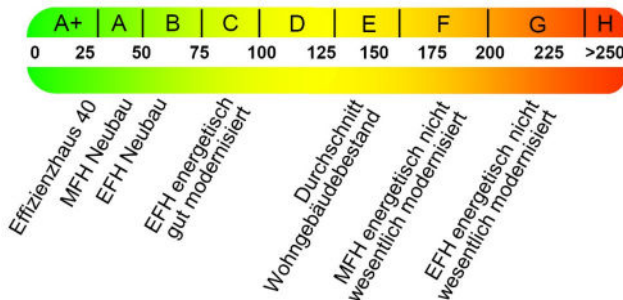 A+ A B C D E F G H
0 25 50 75 100 125 150 175 200 225 >250
Effizienzhaus 40
MFH Neubau
EFH Neubau
EFH energetisch
gut modernisiert
Durchschnitt
Wohngebäudebestand
MFH energetisch nicht
wesentlich modernisiert
EFH energetisch nicht
wesentlich modernisiert